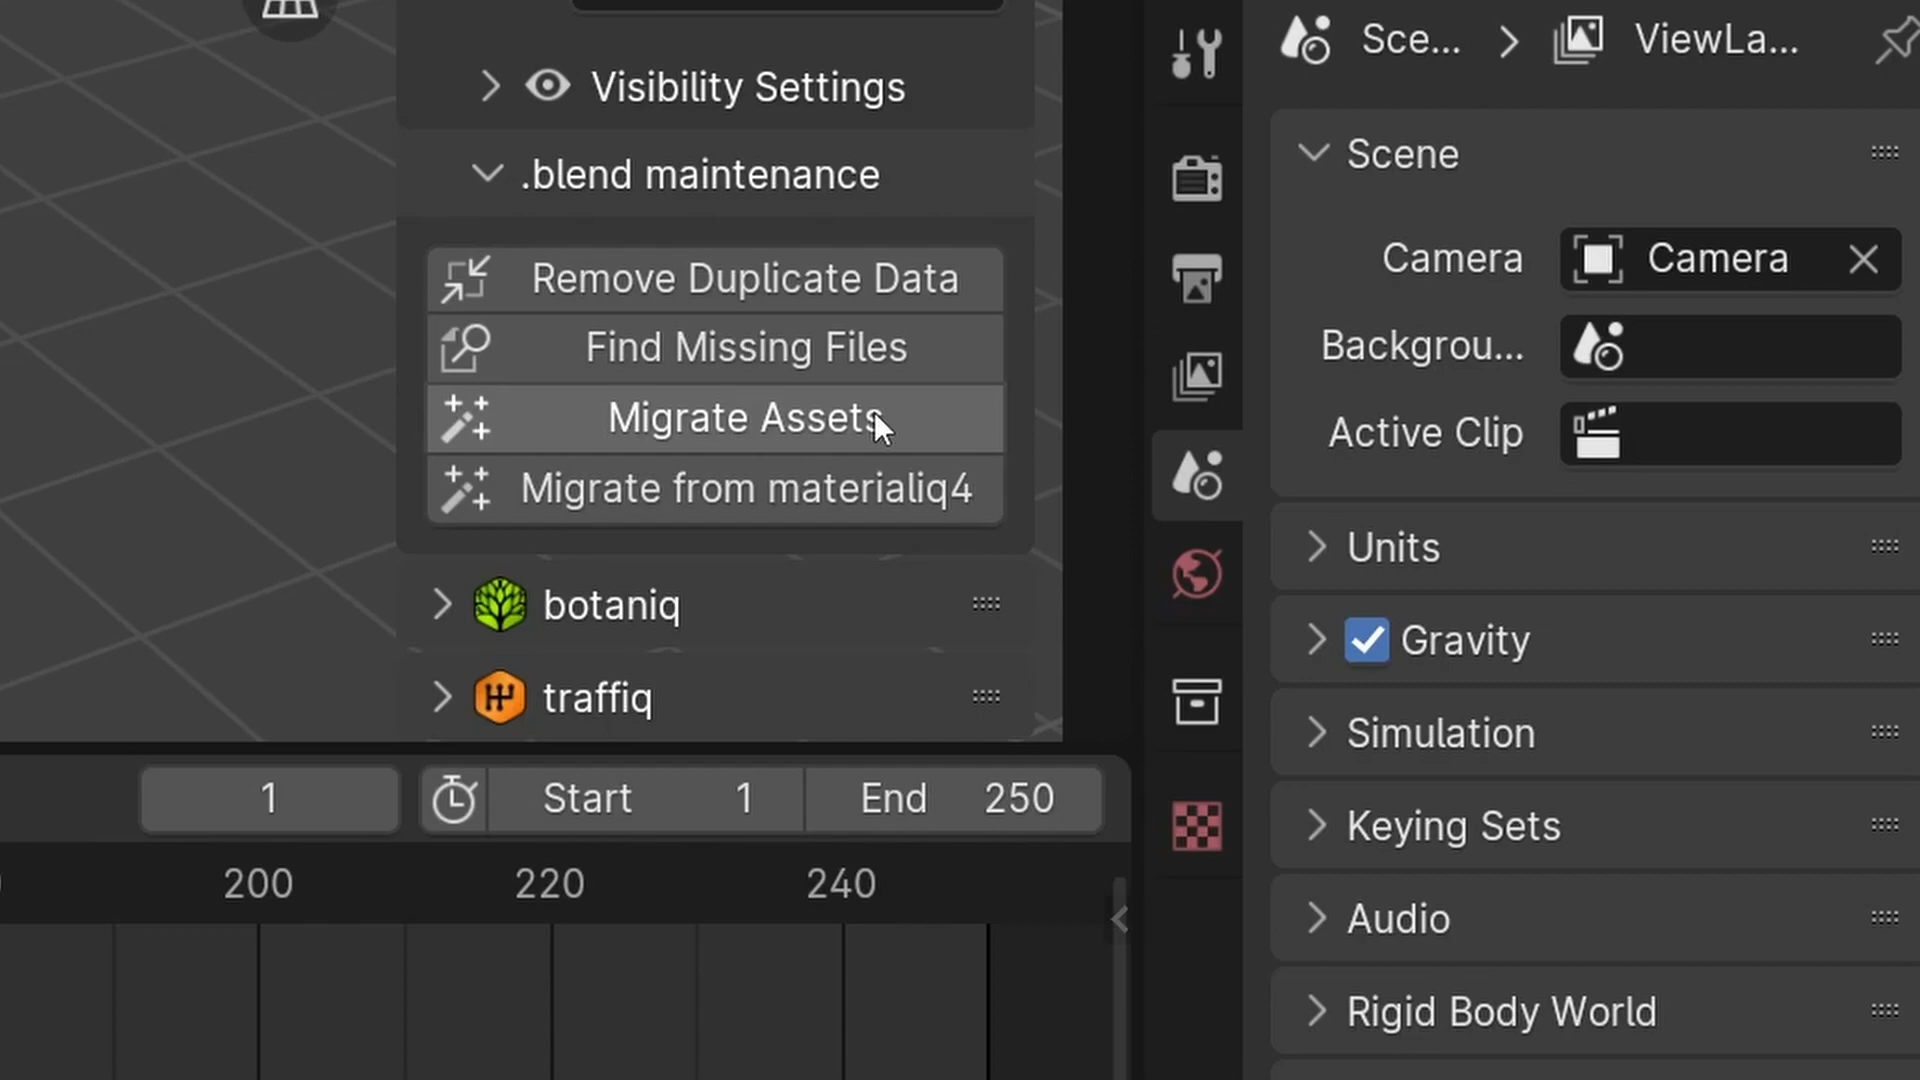 Visibility Settings
.blend maintenance
Remove Duplicate Data
Find Missing Files
Migrate Assets
Migrate from materialiq4
botaniq
traffiq
1
Start 1
End 250
200 220 240
Sce... ViewLa...
Scene
Camera Camera
Backgrou...
Active Clip
Units
Gravity
Simulation
Keying Sets
Audio
Rigid Body World